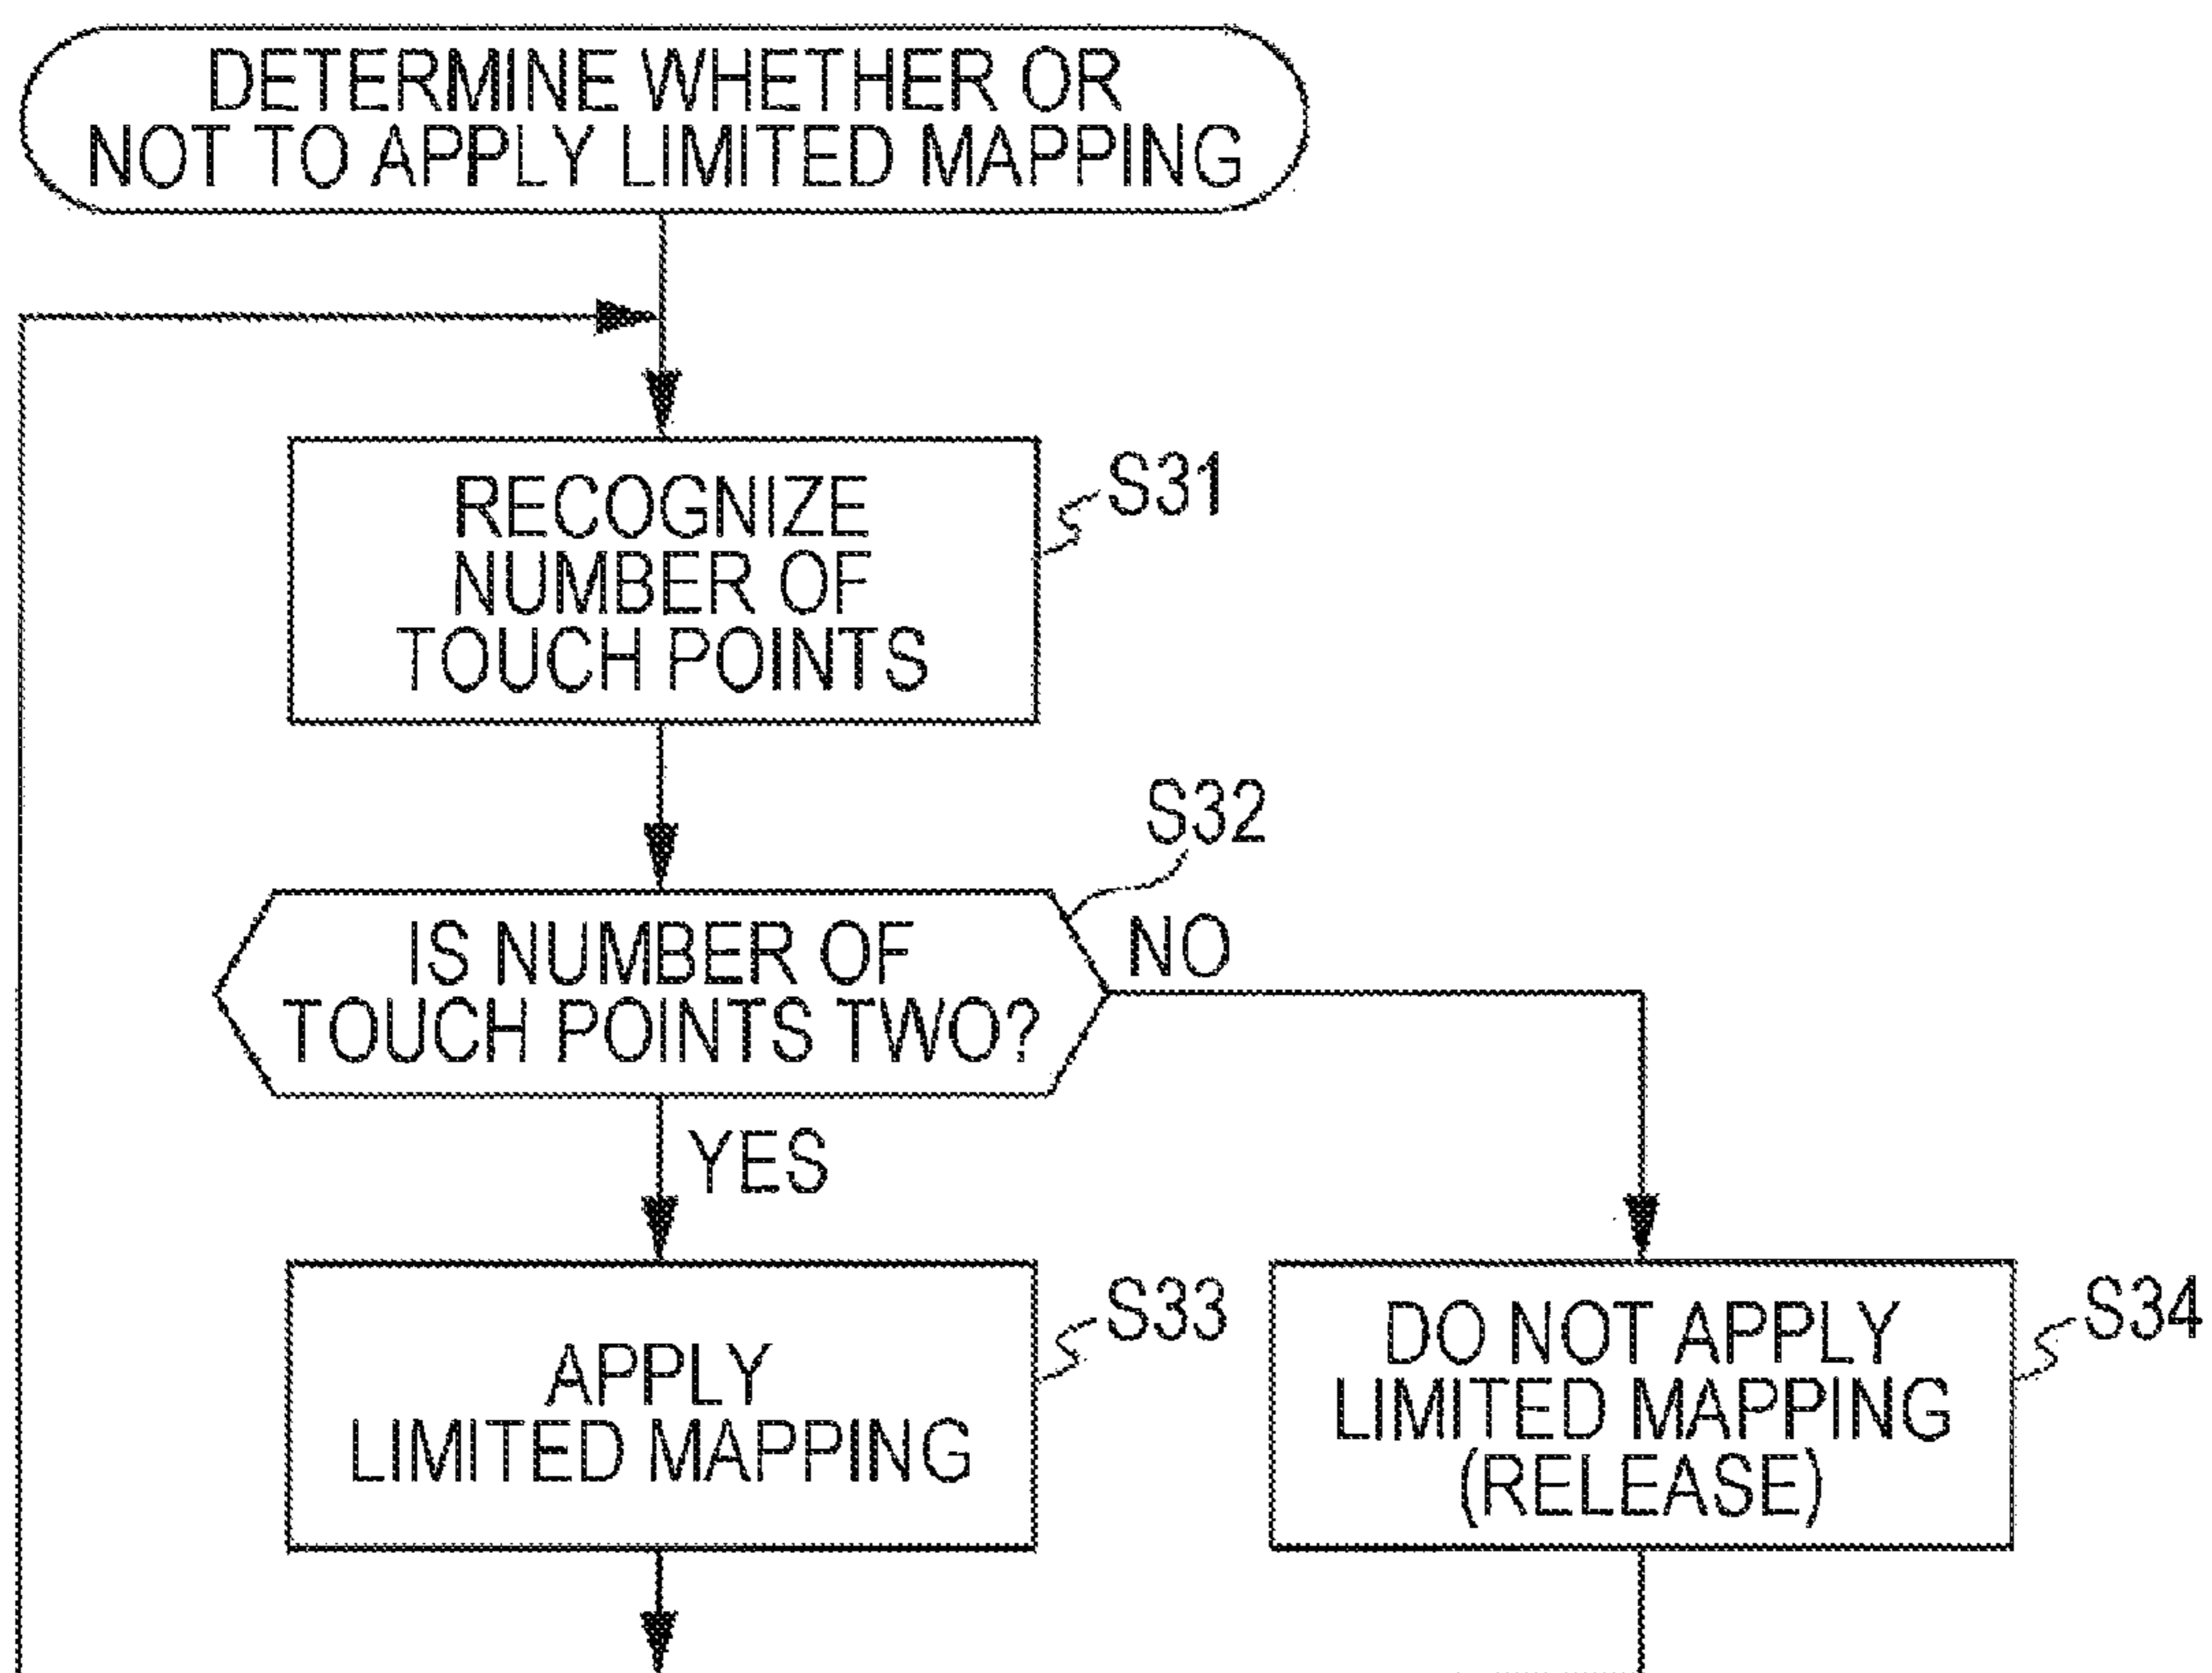 DETERMINE WHETHER OR
NOT TO APPLY LIMITED MAPPING
RECOGNIZE
NUMBER OF
TOUCH POINTS
S31
S32
IS NUMBER OF
TOUCH POINTS TWO?
NO
YES
APPLY
LIMITED MAPPING
S33
DO NOT APPLY
LIMITED MAPPING
(RELEASE)
S34